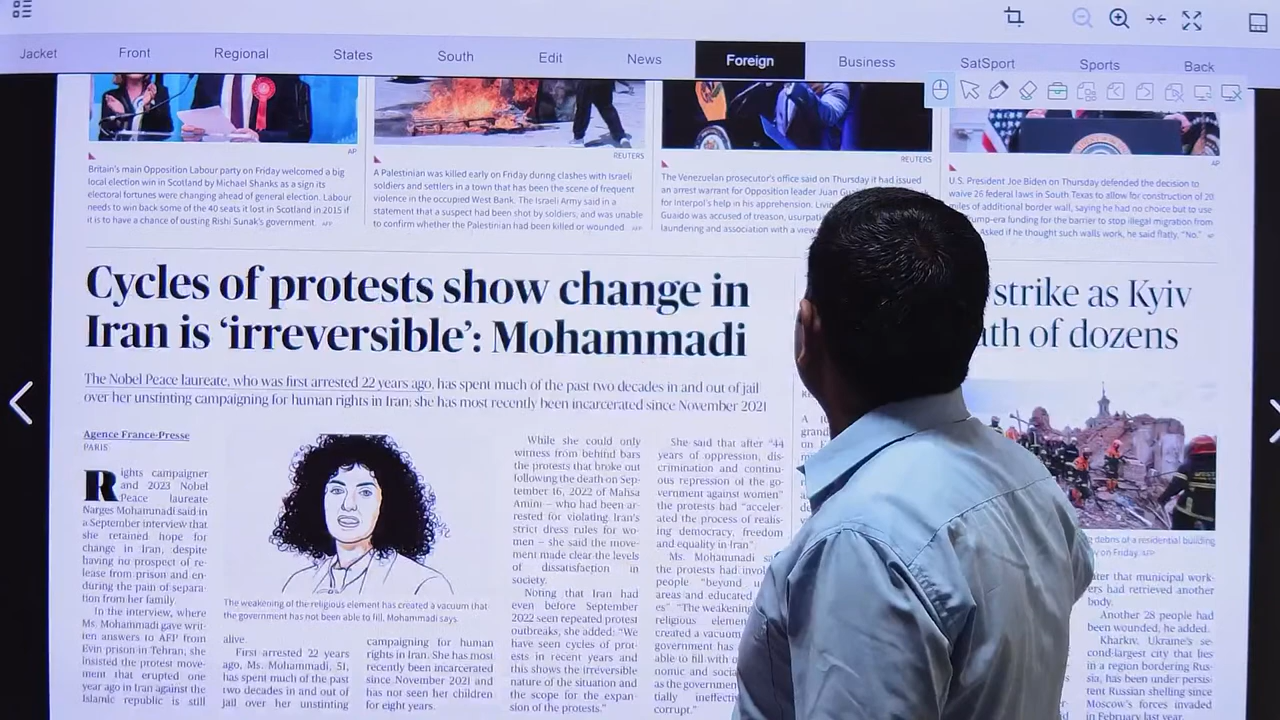 Jacket
Front
Regional
States
South
Edit
News
Foreign
Business
SatSport
Sports
Back
AP
Britain's main Opposition Labour party on Friday welcomed a big
local election win in Scotland by Michael Shanks as a sign its
electoral fortunes were changing ahead of general election. Labour
needs to win back some of the 40 seats it lost in Scotland in 2015 if
it is to have a chance of ousting Rishi Sunak's government. AFP
REUTERS
A Palestinian was killed early on Friday during clashes with Israeli
soldiers and settlers in a town that has been the scene of frequent
violence in the occupied West Bank. The Israeli Army said in a
statement that a suspect had been shot by soldiers, and was unable
to confirm whether the Palestinian had been killed or wounded. AFP
REUTERS
The Venezuelan prosecutor's office said on Thursday it had issued
an arrest warrant for Opposition leader Juan
for Interpol's help in his apprehension.
Guaido was accused of treason,
laundering and association with a view
AP
U.S. President Joe Biden on Thursday defended the decision to
waive 26 federal laws in South Texas to allow for construction of 20
miles of additional border wall, saying he had no choice but to use
ump-era funding for the barrier to stop illegal migration from
Asked if he thought such walls work, he said flatly, "No."
Cycles of protests show change in
Iran is ‘irreversible’: Mohammadi
The Nobel Peace laureate, who was first arrested 22 years ago, has spent much of the past two decades in and out of jail
over her unstinting campaigning for human rights in Iran; she has most recently been incarcerated since November 2021
Agence France-Presse
PARIS
Rights campaigner
and 2023 Nobel
Peace laureate
Narges Mohammadi said in
a September interview that
she retained hope for
change in Iran, despite
having no prospect of re-
lease from prison and en-
during the pain of separa-
tion from her family.
In the interview, where
Ms. Mohammadi gave writ-
ten answers to AFP from
Evin prison in Tehran, she
insisted the protest move-
ment that erupted one
year ago in Iran against the
Islamic republic is still
The weakening of the religious element has created a vacuum that
the government has not been able to fill, Mohammadi says.
alive.
First arrested 22 years
ago, Ms. Mohammadi, 51,
has spent much of the past
two decades in and out of
jail over her unstinting
campaigning for human
rights in Iran. She has most
recently been incarcerated
since November 2021 and
has not seen her children
for eight years.
While she could only
witness from behind bars
the protests that broke out
following the death on Sep-
tember 16, 2022 of Mahsa
Amini – who had been ar-
rested for violating Iran's
strict dress rules for wo-
men – she said the move-
ment made clear the levels
of dissatisfaction in
society.
Noting that Iran had
even before September
2022 seen repeated protest
outbreaks, she added: “We
have seen cycles of prot-
ests in recent years and
this shows the irreversible
nature of the situation and
the scope for the expan-
sion of the protests.”
She said that after “44
years of oppression, dis-
crimination and continu-
ous repression of the go-
vernment against women”
the protests had “acceler-
ated the process of realis-
ing democracy, freedom
and equality in Iran”.
Ms. Mohammadi
the protests had
people “beyond
areas and educated
es” “The weakening
religious
created a vacuum
government has
able to fill with
nomic and
as the government
tially
corrupt.”
strike as Kyiv
ath of dozens
debris of a residential building
on Friday. AFP
ater that municipal work-
ers had retrieved another
body.
Another 28 people had
been wounded, he added.
Kharkiv, Ukraine's se-
cond-largest city that lies
in a region bordering Rus-
sia, has been under persis-
tent Russian shelling since
Moscow's forces invaded
in February last year.